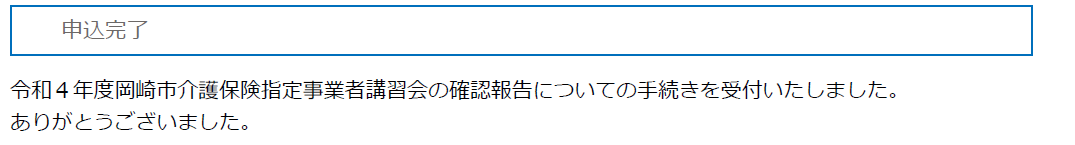 申込完了
令和４年度岡崎市介護保険指定事業者講習会の確認報告についての手続きを受付いたしました。
ありがとうございました。